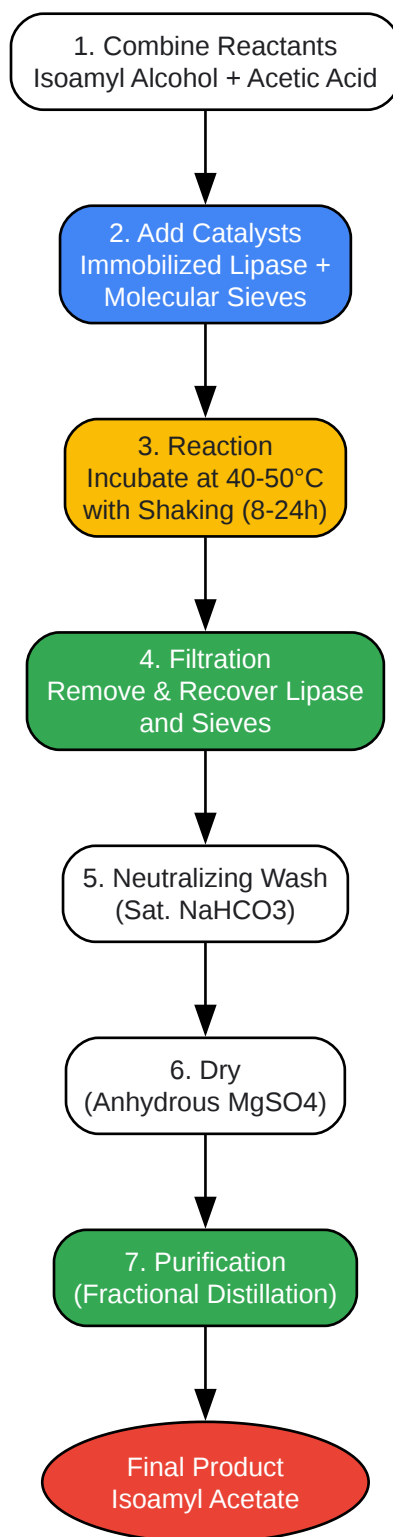 1. Combine Reactants
Isoamyl Alcohol + Acetic Acid
2. Add Catalysts
Immobilized Lipase +
Molecular Sieves
3. Reaction
Incubate at 40-50°C
with Shaking (8-24h)
4. Filtration
Remove & Recover Lipase
and Sieves
5. Neutralizing Wash
(Sat. NaHCO3)
6. Dry
(Anhydrous MgSO4)
7. Purification
(Fractional Distillation)
Final Product
Isoamyl Acetate